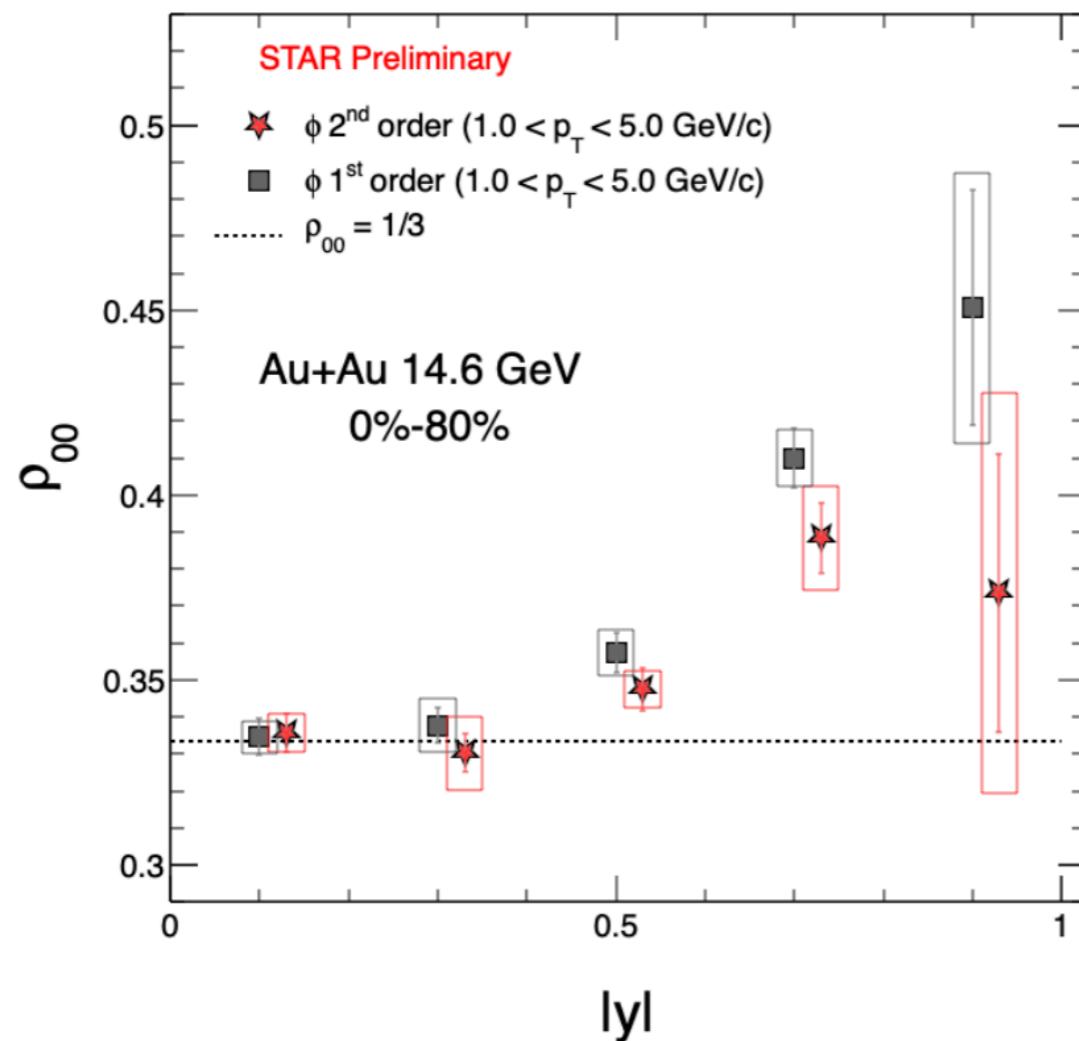 STAR Preliminary
ϕ 2nd order (1.0 < pT < 5.0 GeV/c)
ϕ 1st order (1.0 < pT < 5.0 GeV/c)
ρ00 = 1/3
Au+Au 14.6 GeV
0%-80%
ρ00
0.5
0.45
0.4
0.35
0.3
0
0.5
1
|y|